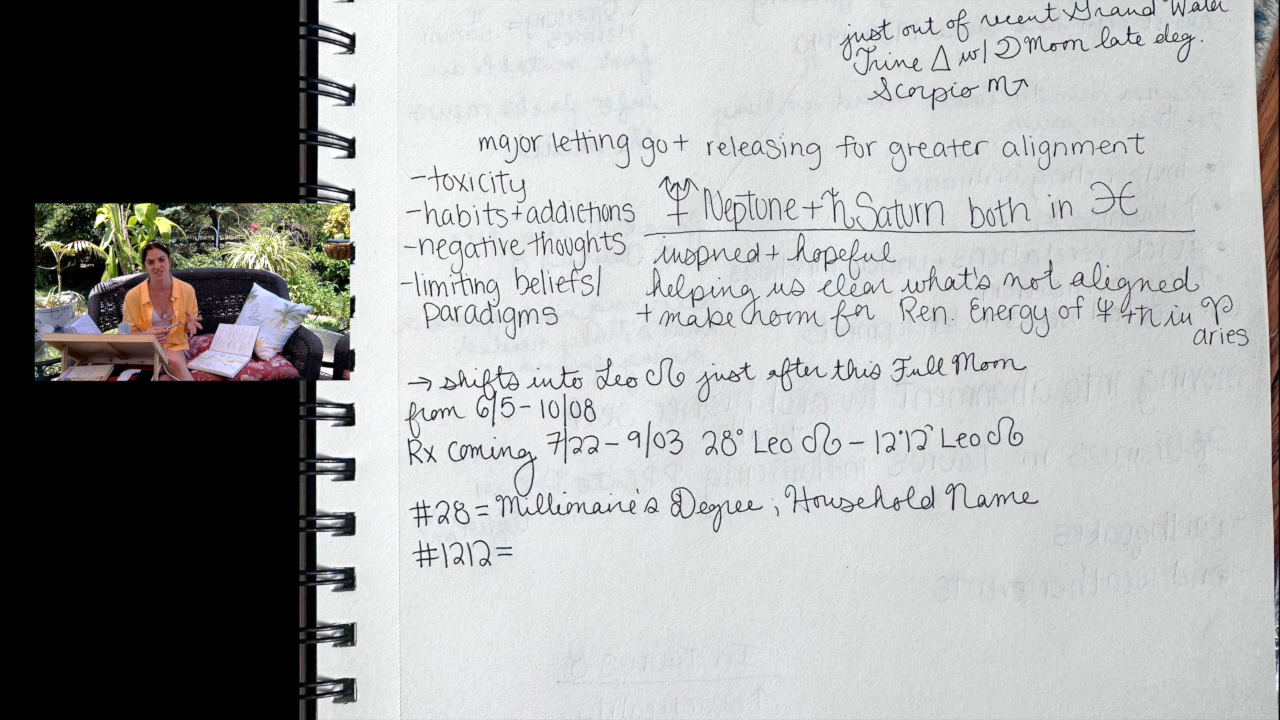 just out of recent Grand Water
Trine △ w/ ☽ Moon late deg.
Scorpio ♏
major letting go + releasing for greater alignment
-toxicity
-habits + addictions
-negative thoughts
-limiting beliefs/
Paradigms
♆ Neptune + ♄ Saturn both in ♓
inspired + hopeful
helping us clear what's not aligned
+ make room for Ren. Energy of ♆ + ♄ in ♈
aries
→ shifts into Leo ♌ just after this Full Moon
from 6/5 - 10/08
Rx coming 7/22 - 9/03 28° Leo ♌ - 12°12° Leo ♌
#28 = Millionaire's Degree ; Household Name
#1212 =